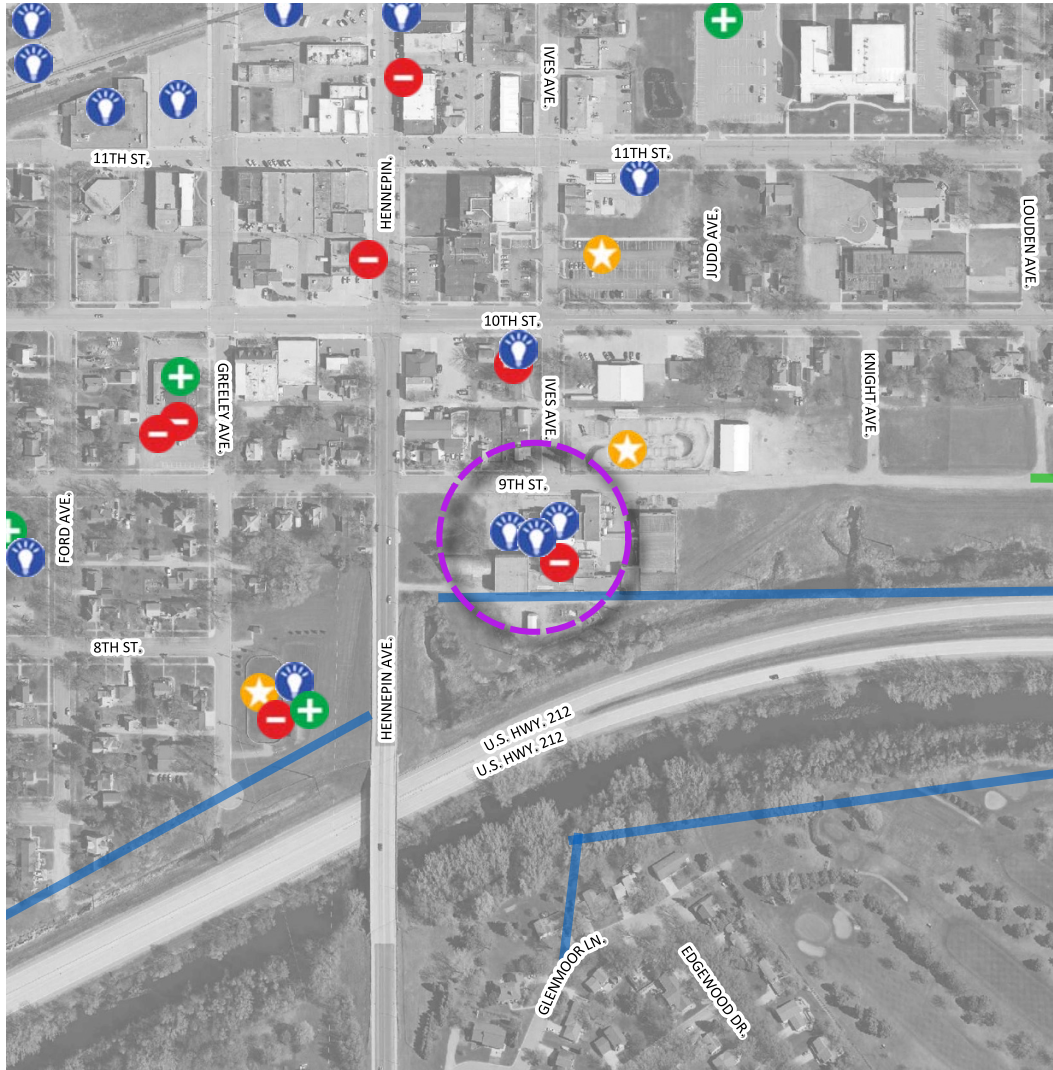 IVES AVE.
11TH ST.
11TH ST.
HENNEPIN.
JUDD AVE.
LOUDEN AVE.
10TH ST.
GREELEY AVE.
IVES AVE.
KNIGHT AVE.
9TH ST.
FORD AVE.
8TH ST.
HENNEPIN AVE.
U.S. HWY. 212
U.S. HWY. 212
GLENMOOR LN.
EDGEWOOD DR.